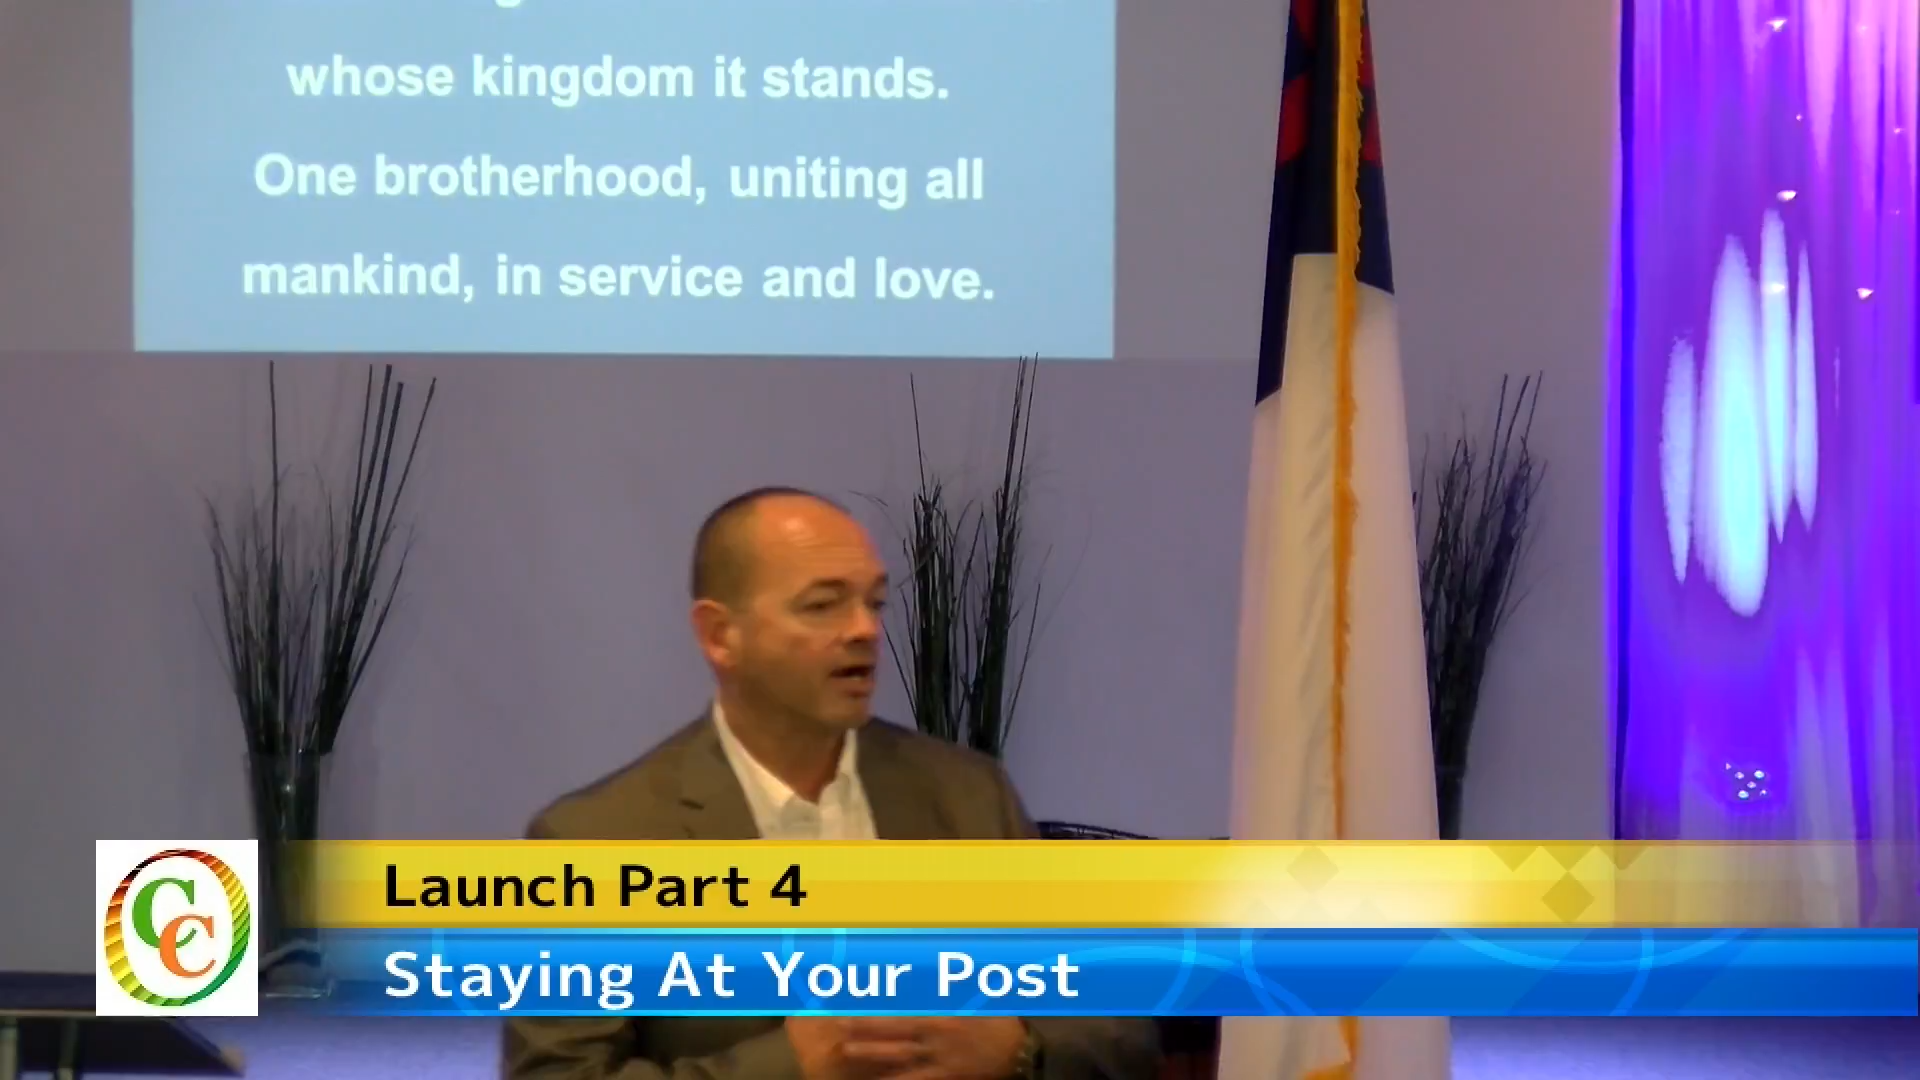 whose kingdom it stands.
One brotherhood, uniting all
mankind, in service and love.
Launch Part 4
Staying At Your Post
CC